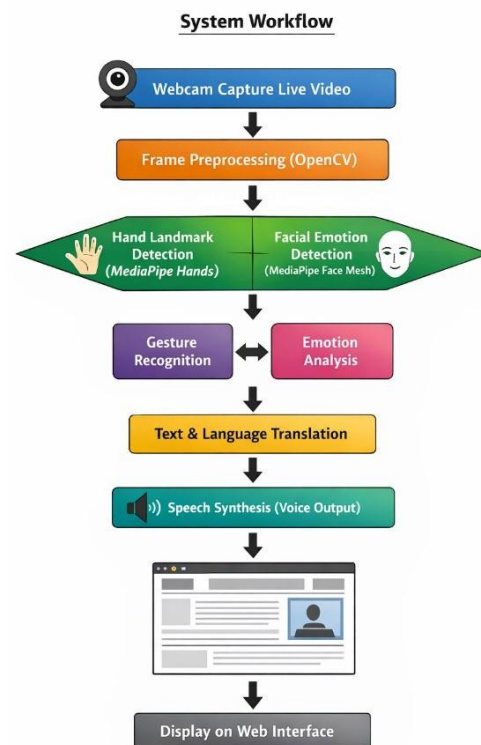 System Workflow
Webcam Capture Live Video
Frame Preprocessing (OpenCV)
Hand Landmark
Detection
(MediaPipe Hands)
Facial Emotion
Detection
(MediaPipe Face Mesh)
Gesture
Recognition
Emotion
Analysis
Text & Language Translation
Speech Synthesis (Voice Output)
Display on Web Interface